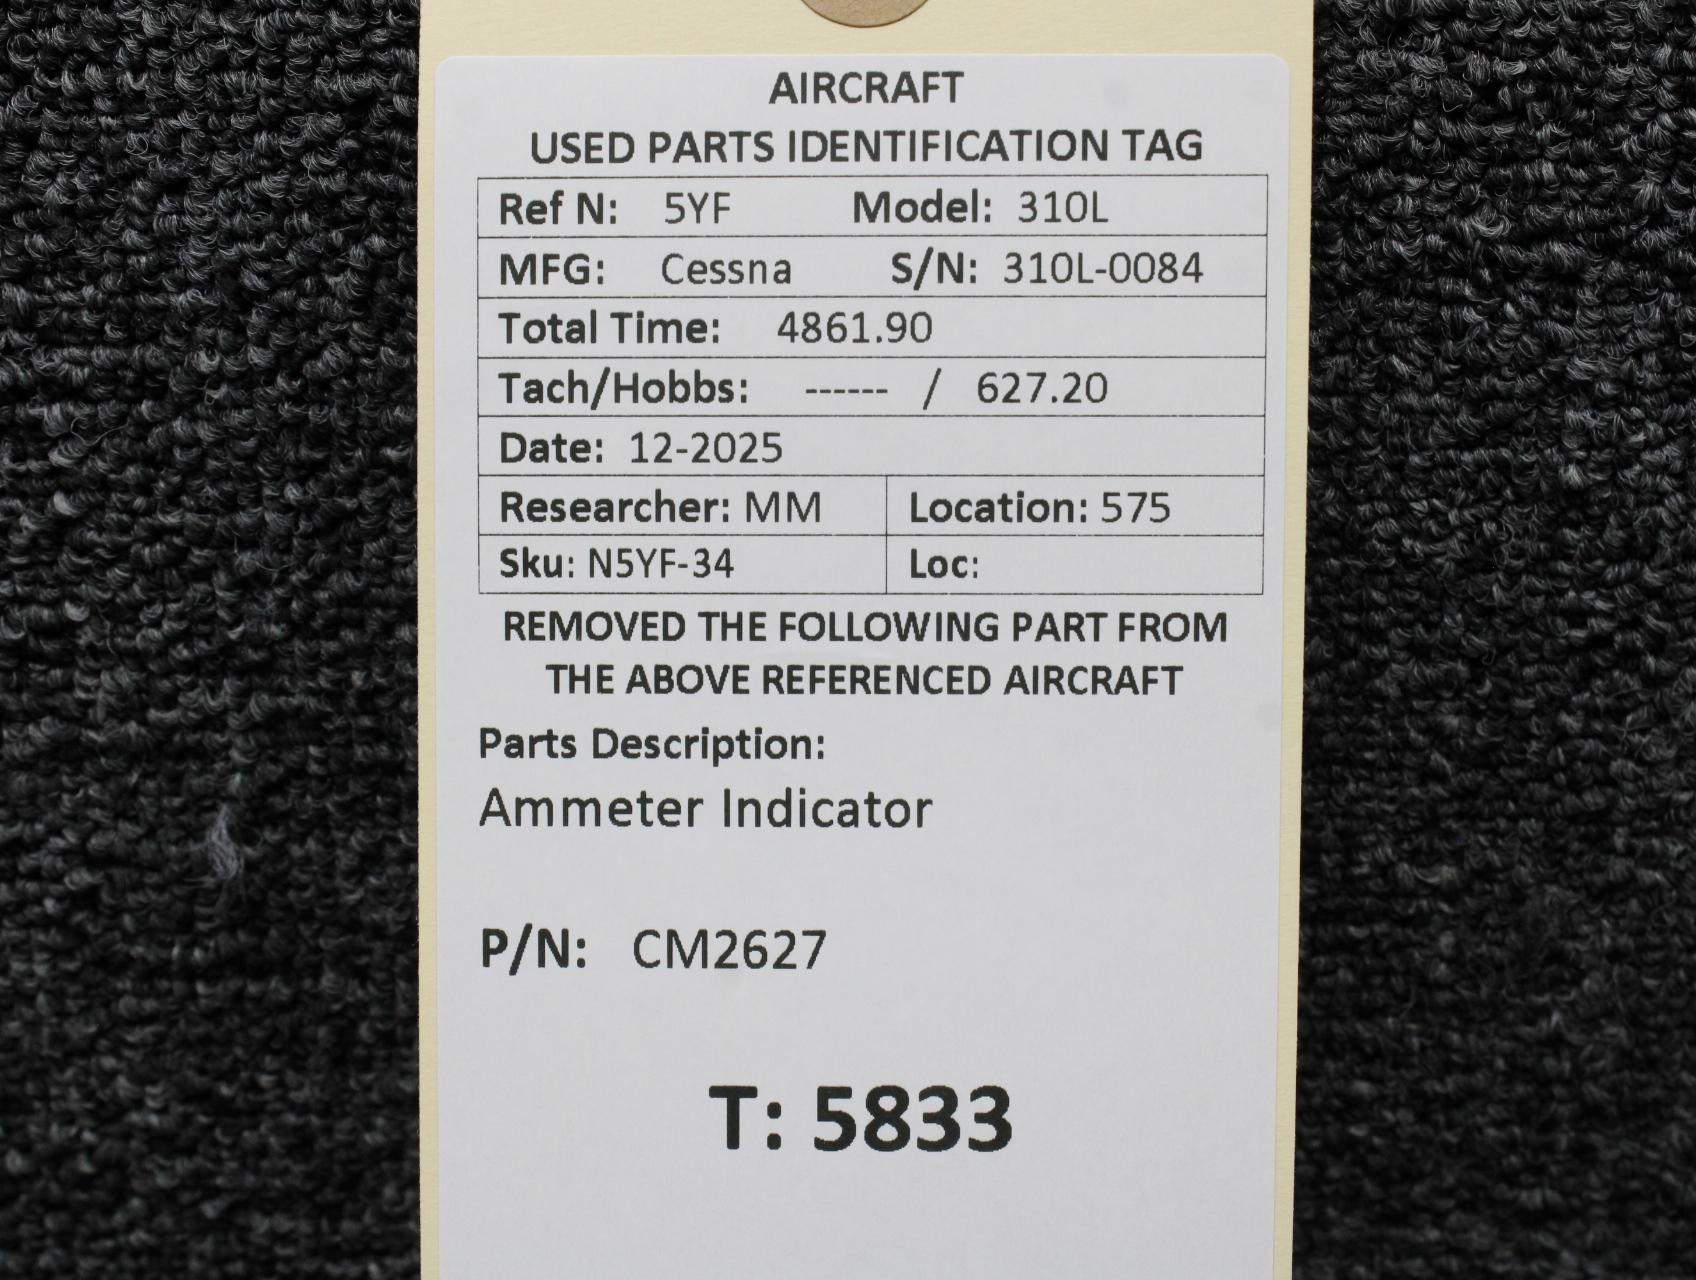 AIRCRAFT
USED PARTS IDENTIFICATION TAG
Ref N: 5YF Model: 310L
MFG: Cessna S/N: 310L-0084
Total Time: 4861.90
Tach/Hobbs: ------ / 627.20
Date: 12-2025
Researcher: MM Location: 575
Sku: N5YF-34 Loc:
REMOVED THE FOLLOWING PART FROM
THE ABOVE REFERENCED AIRCRAFT
Parts Description:
Ammeter Indicator
P/N: CM2627
T: 5833